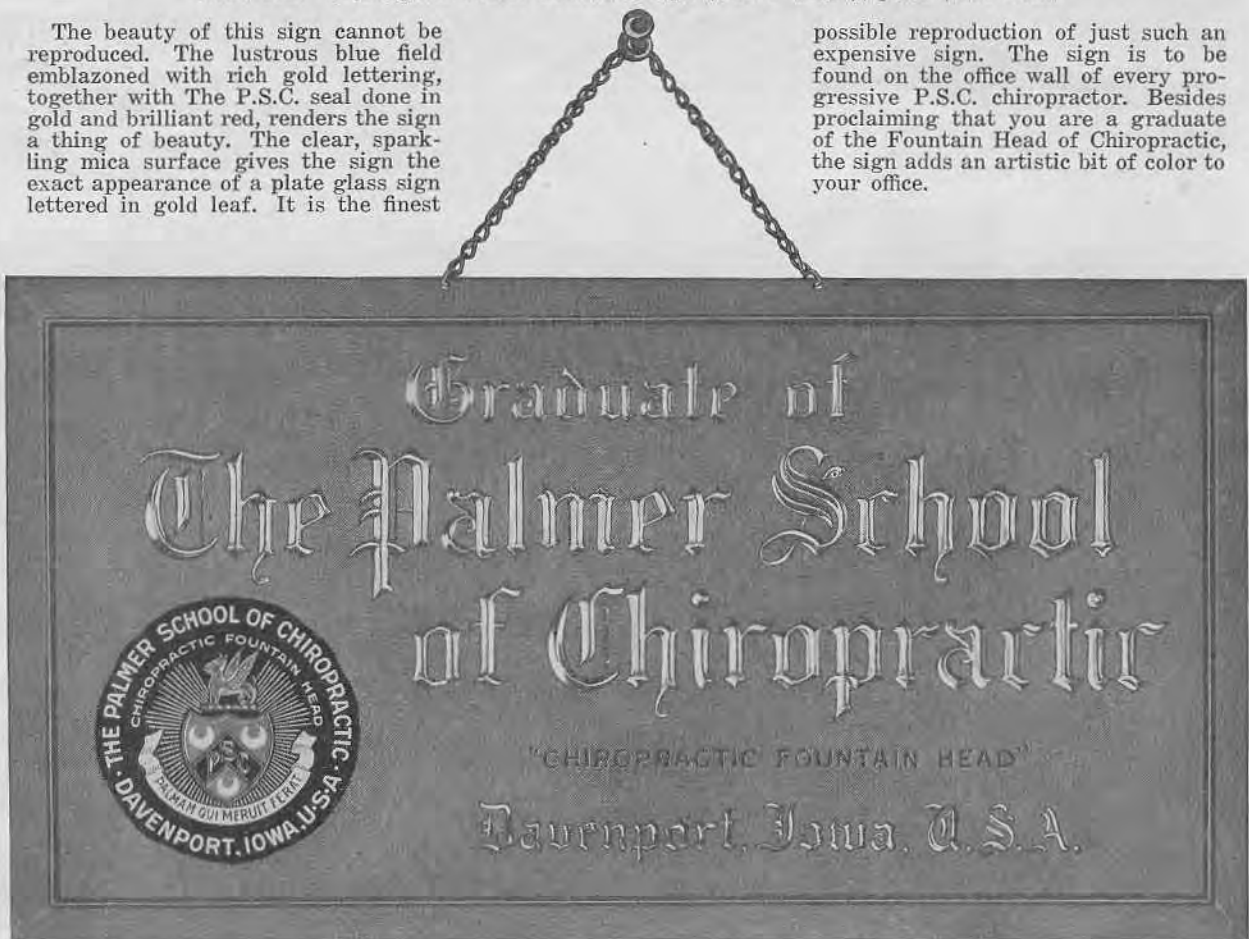 The beauty of this sign cannot be
reproduced. The lustrous blue field
emblazoned with rich gold lettering,
together with The P.S.C. seal done in
gold and brilliant red, renders the sign
a thing of beauty. The clear, spark-
ling mica surface gives the sign the
exact appearance of a plate glass sign
lettered in gold leaf. It is the finest
possible reproduction of just such an
expensive sign. The sign is to be
found on the office wall of every pro-
gressive P.S.C. chiropractor. Besides
proclaiming that you are a graduate
of the Fountain Head of Chiropractic,
the sign adds an artistic bit of color to
your office.
Graduate of
The Palmer School
of Chiropractic
"CHIROPRACTIC FOUNTAIN HEAD"
Davenport, Iowa, U.S.A.
THE PALMER SCHOOL OF CHIROPRACTIC
CHIROPRACTIC FOUNTAIN HEAD
PSC
PALMAM QUI MERUIT FERAT
DAVENPORT, IOWA, U·S·A·